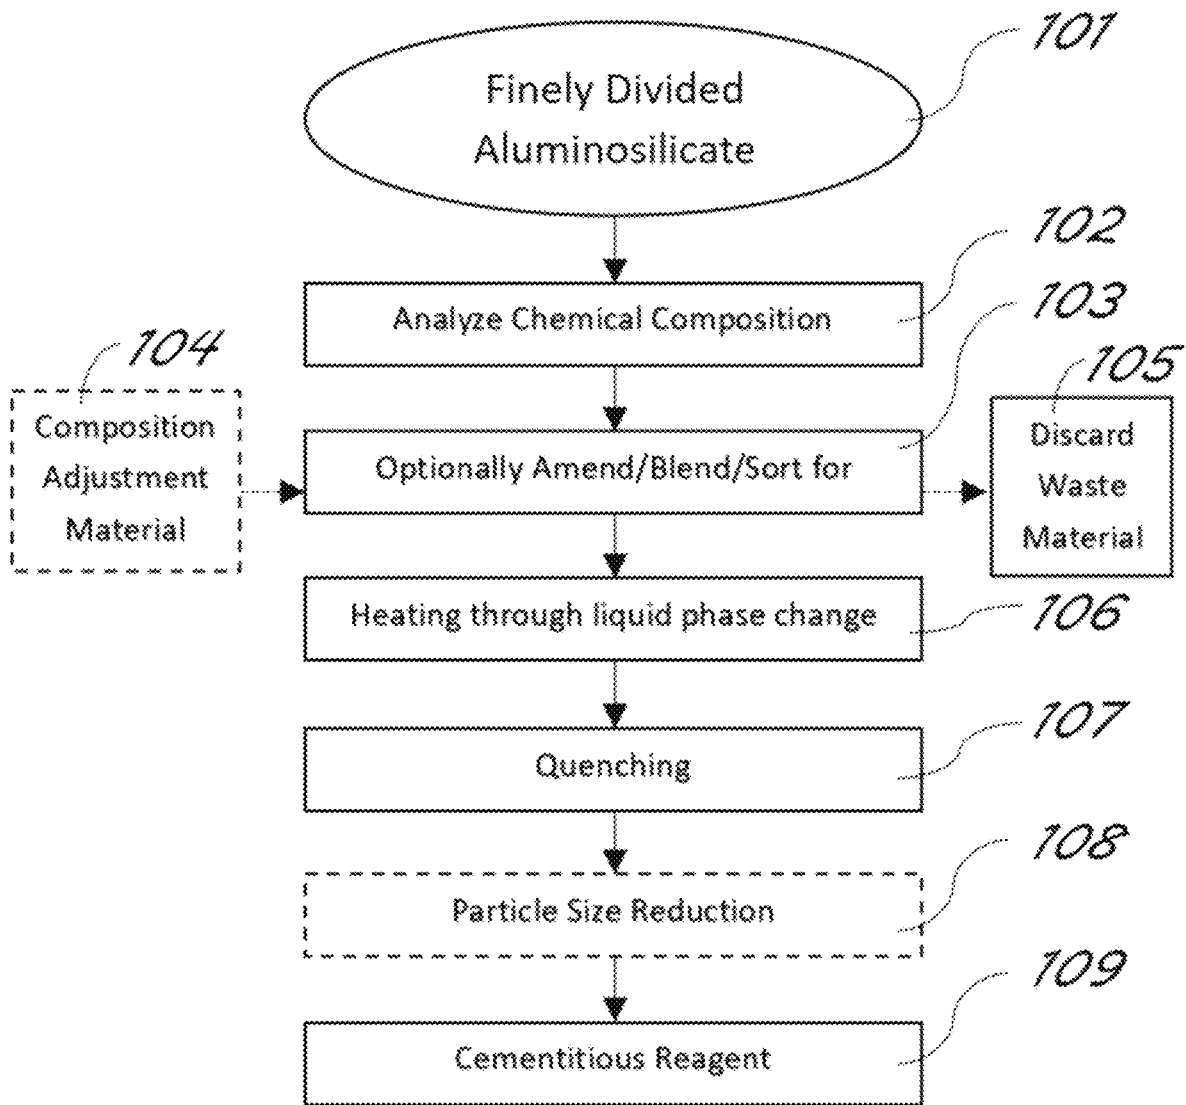 101
Finely Divided
Aluminosilicate
102
Analyze Chemical Composition
103
104
Composition
Adjustment
Material
Optionally Amend/Blend/Sort for
105
Discard
Waste
Material
Heating through liquid phase change
106
107
Quenching
108
Particle Size Reduction
109
Cementitious Reagent